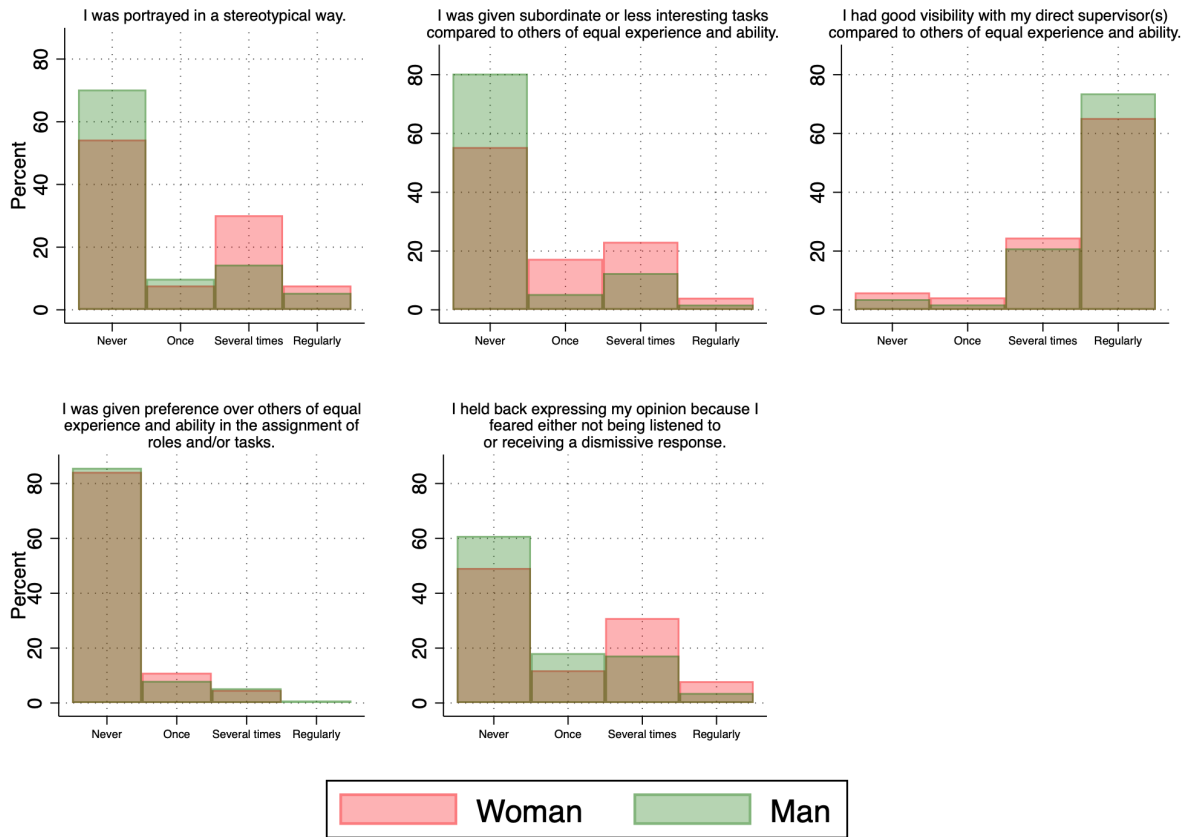 I was portrayed in a stereotypical way.
Percent
0
20
40
60
80
Never
Once
Several times
Regularly
I was given subordinate or less interesting tasks
compared to others of equal experience and ability.
0
20
40
60
80
Never
Once
Several times
Regularly
I had good visibility with my direct supervisor(s)
compared to others of equal experience and ability.
0
20
40
60
80
Never
Once
Several times
Regularly
I was given preference over others of equal
experience and ability in the assignment of
roles and/or tasks.
Percent
0
20
40
60
80
Never
Once
Several times
Regularly
I held back expressing my opinion because I
feared either not being listened to
or receiving a dismissive response.
0
20
40
60
80
Never
Once
Several times
Regularly
Woman
Man